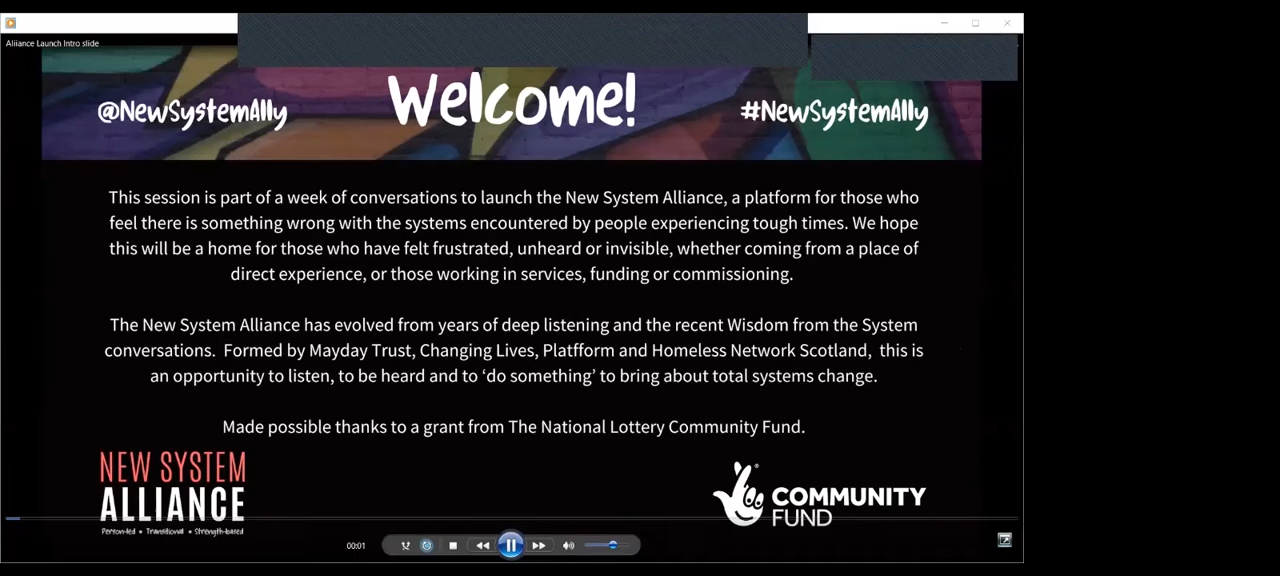 Aliiance Launch Intro slide
@NewSystemAlly
Welcome!
#NewSystemAlly
This session is part of a week of conversations to launch the New System Alliance, a platform for those who
feel there is something wrong with the systems encountered by people experiencing tough times. We hope
this will be a home for those who have felt frustrated, unheard or invisible, whether coming from a place of
direct experience, or those working in services, funding or commissioning.
The New System Alliance has evolved from years of deep listening and the recent Wisdom from the System
conversations. Formed by Mayday Trust, Changing Lives, Platfform and Homeless Network Scotland, this is
an opportunity to listen, to be heard and to ‘do something’ to bring about total systems change.
Made possible thanks to a grant from The National Lottery Community Fund.
NEW SYSTEM
ALLIANCE
Person-led • Transitional • Strength-based
COMMUNITY
FUND
00:01